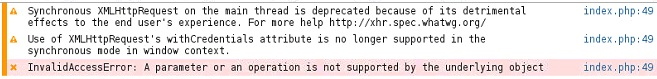 Synchronous XMLHttpRequest on the main thread is deprecated because of its detrimental index.php:49
effects to the end user's experience. For more help http://xhr.spec.whatwg.org/
Use of XMLHttpRequest's withCredentials attribute is no longer supported in the index.php:49
synchronous mode in window context.
InvalidAccessError: A parameter or an operation is not supported by the underlying object index.php:49